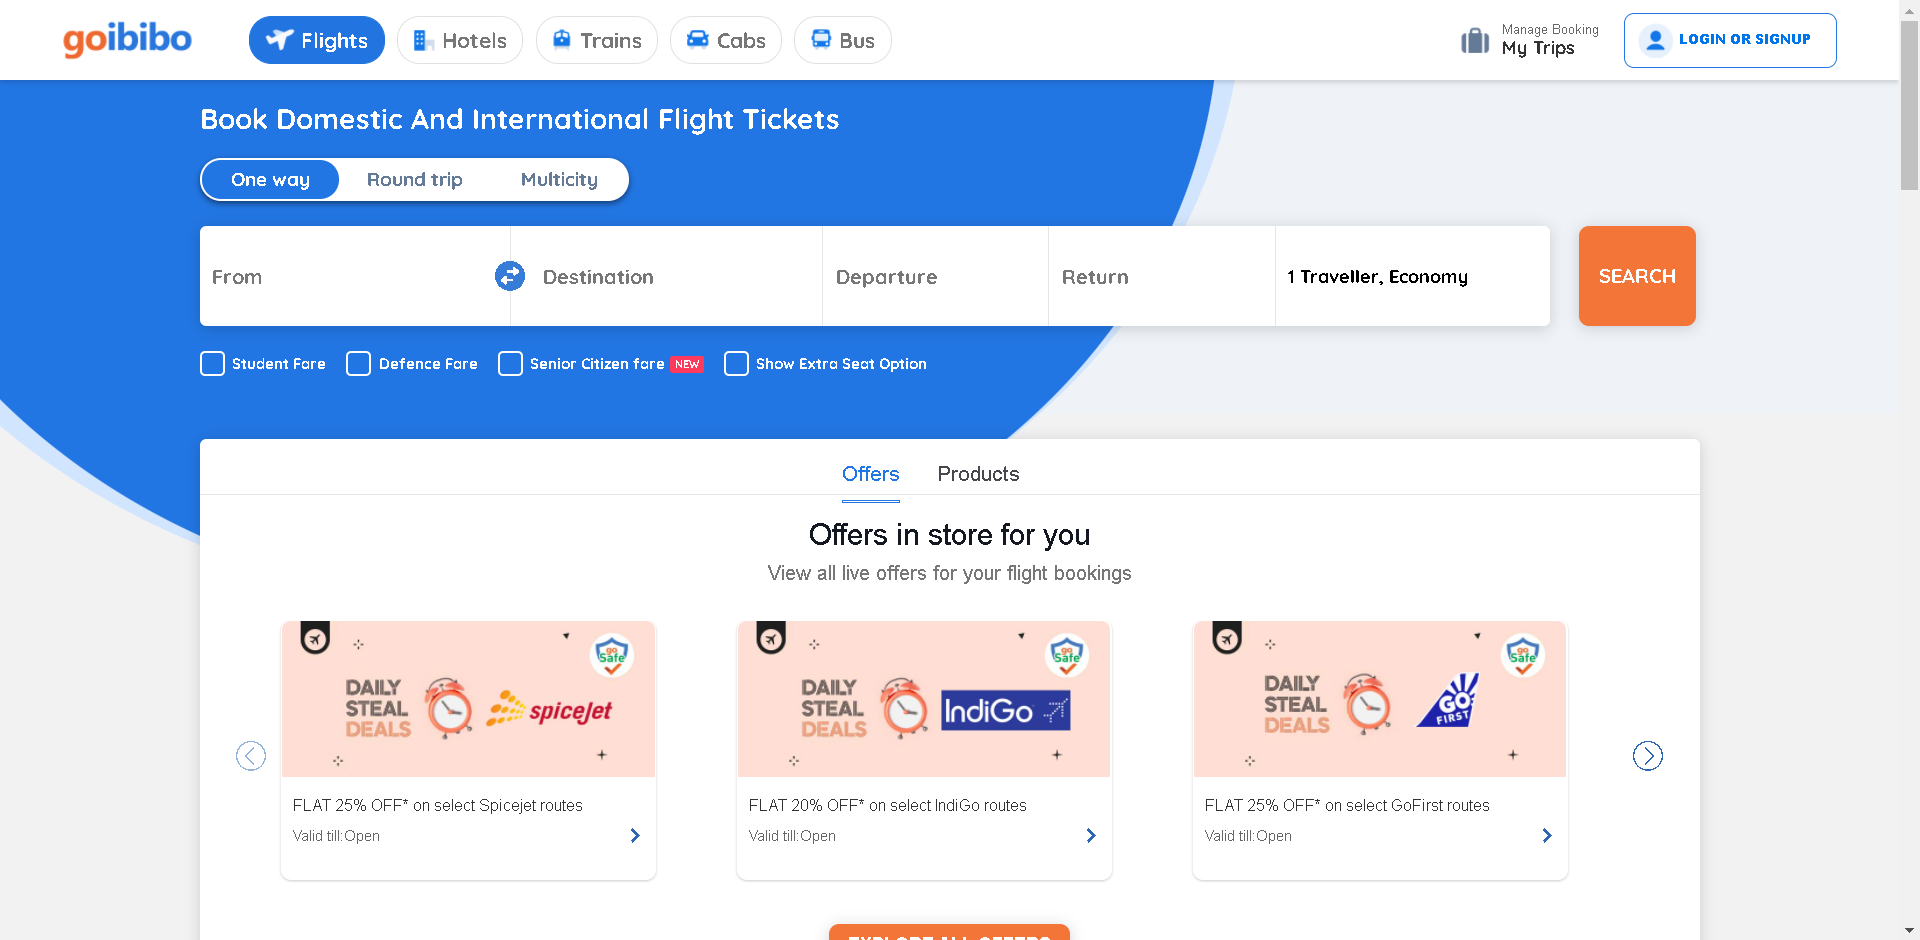 goibibo
Flights
Hotels
Trains
Cabs
Bus
Manage Booking
My Trips
LOGIN OR SIGNUP
Book Domestic And International Flight Tickets
One way
Round trip
Multicity
From
Destination
Departure
Return
1 Traveller, Economy
SEARCH
Student Fare
Defence Fare
Senior Citizen fare NEW
Show Extra Seat Option
Offers
Products
Offers in store for you
View all live offers for your flight bookings
go
Safe
DAILY
STEAL
DEALS
spicejet
FLAT 25% OFF* on select Spicejet routes
Valid till:Open
go
Safe
DAILY
STEAL
DEALS
IndiGo
FLAT 20% OFF* on select IndiGo routes
Valid till:Open
go
Safe
DAILY
STEAL
DEALS
GO
FIRST
FLAT 25% OFF* on select GoFirst routes
Valid till:Open
EXPLORE ALL OFFERS